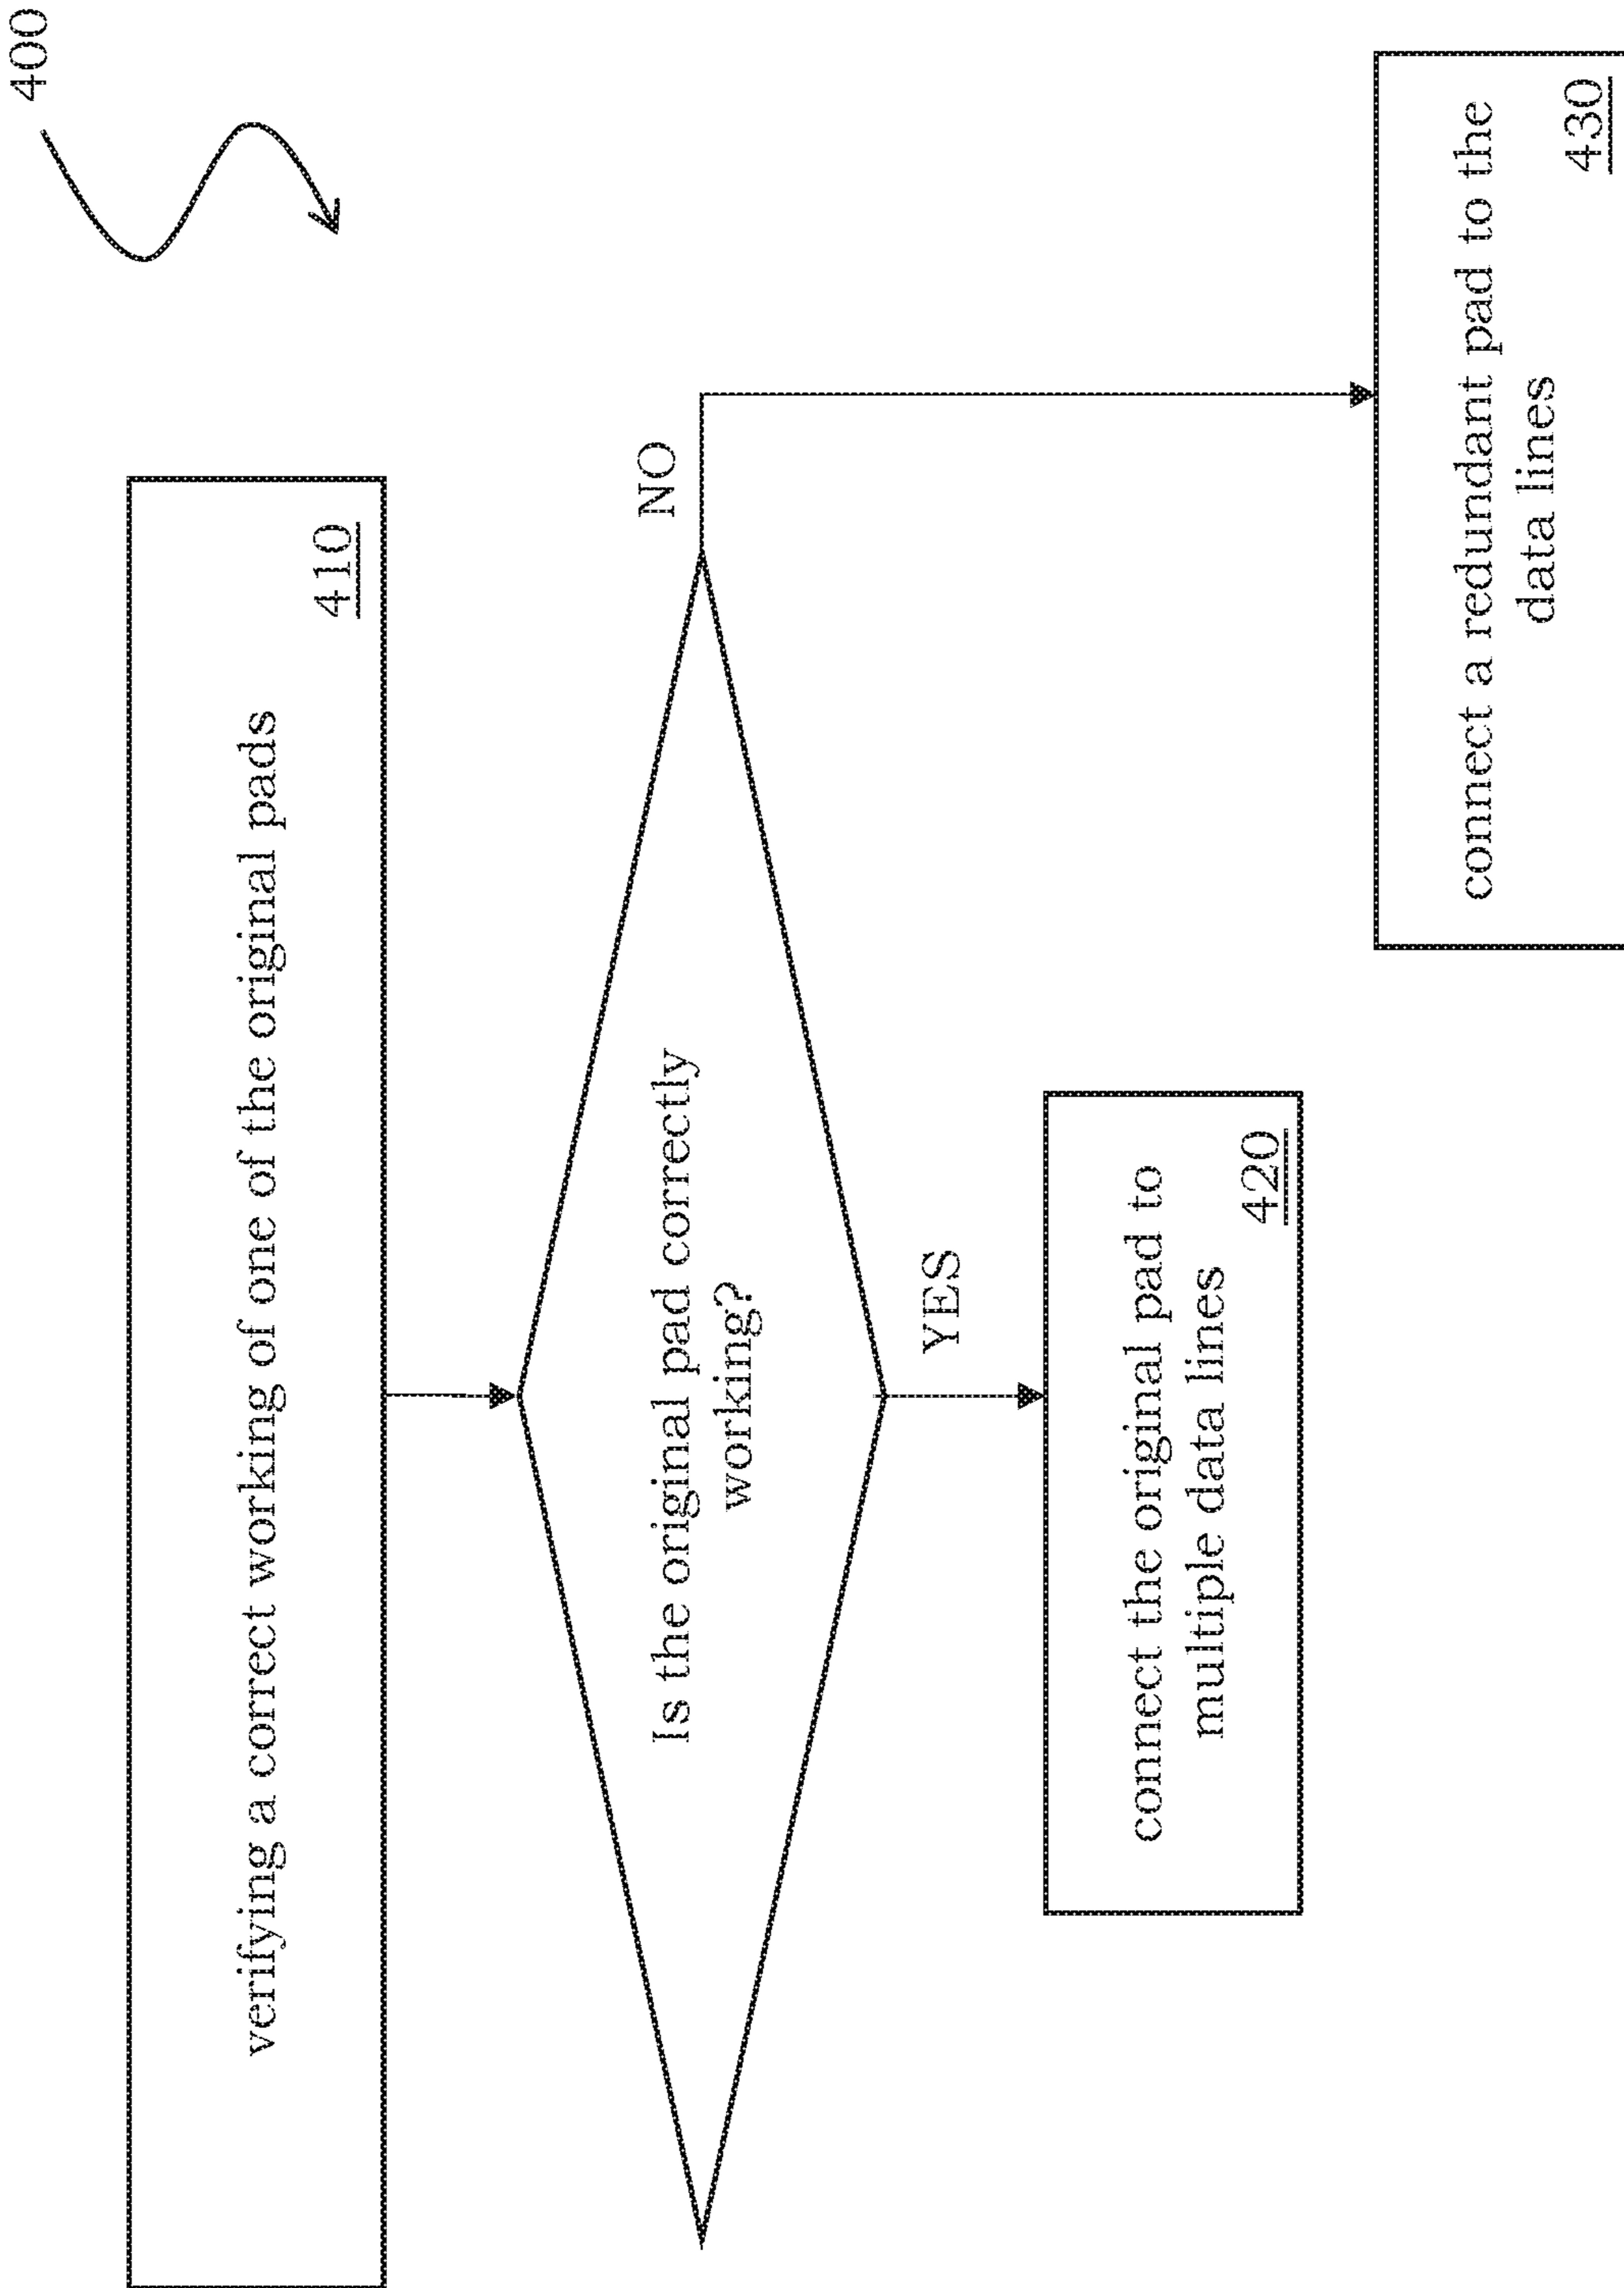 400
verifying a correct working of one of the original pads
410
Is the original pad correctly
working?
NO
YES
connect the original pad to
multiple data lines
420
connect a redundant pad to the
data lines
430